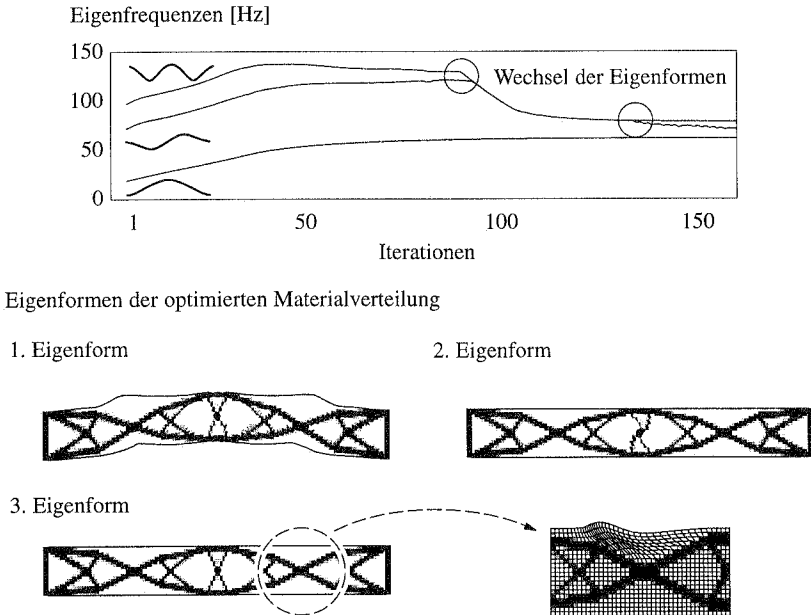 Eigenfrequenzen [Hz]
150
Wechsel der Eigenformen
100
50
0
1 50 100 150
Iterationen
Eigenformen der optimierten Materialverteilung
1. Eigenform 2. Eigenform
3. Eigenform